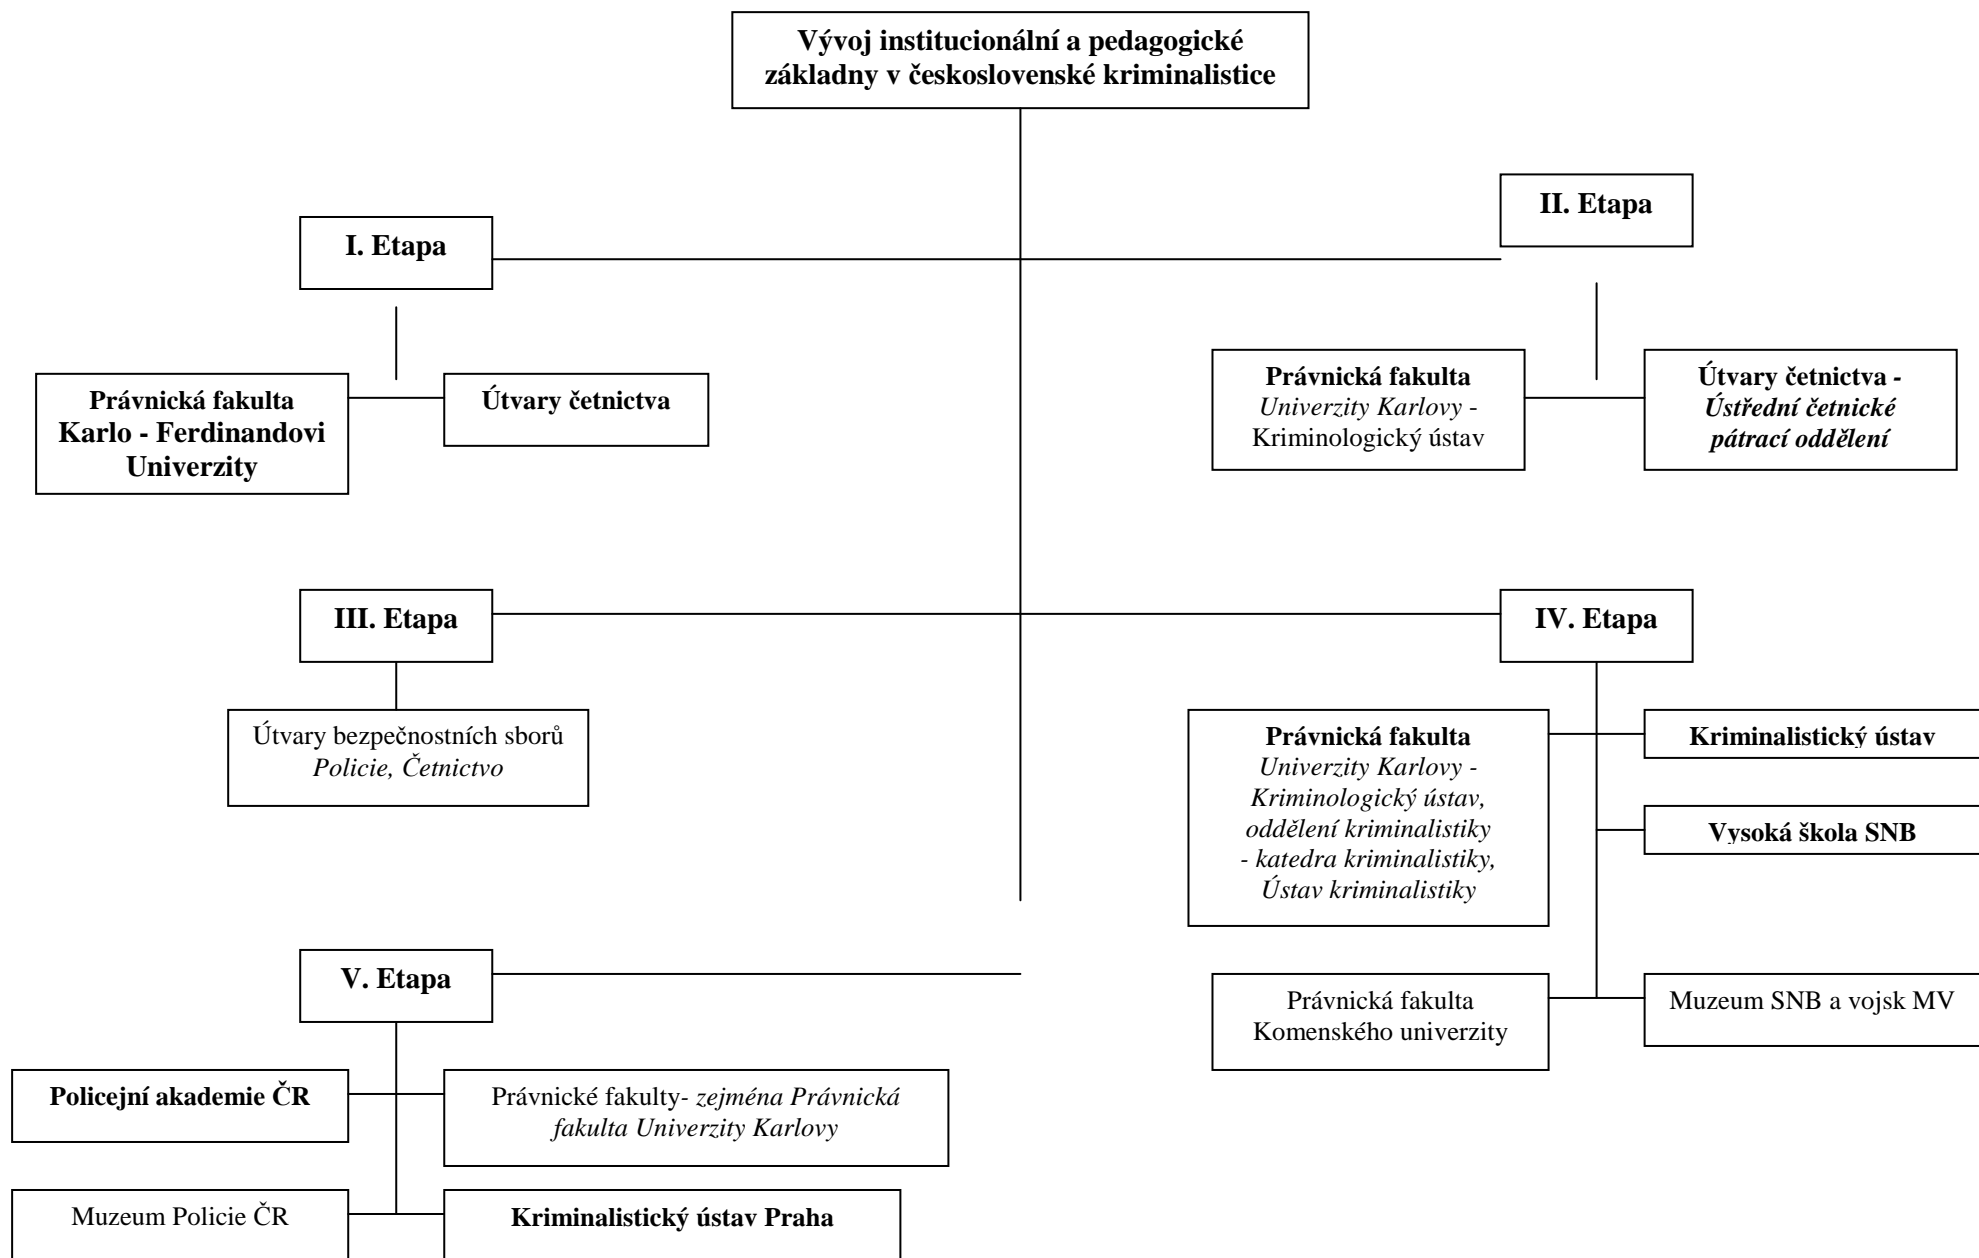 Vývoj institucionální a pedagogické
základny v československé kriminalistice
I. Etapa
II. Etapa
Právnická fakulta
Karlo - Ferdinandovi
Univerzity
Útvary četnictva
Právnická fakulta
Univerzity Karlovy -
Kriminologický ústav
Útvary četnictva -
Ústřední četnické
pátrací oddělení
III. Etapa
IV. Etapa
Útvary bezpečnostních sborů
Policie, Četnictvo
Právnická fakulta
Univerzity Karlovy -
Kriminologický ústav,
oddělení kriminalistiky
- katedra kriminalistiky,
Ústav kriminalistiky
Kriminalistický ústav
Vysoká škola SNB
Právnická fakulta
Komenského univerzity
Muzeum SNB a vojsk MV
V. Etapa
Policejní akademie ČR
Právnické fakulty- zejména Právnická
fakulta Univerzity Karlovy
Muzeum Policie ČR
Kriminalistický ústav Praha